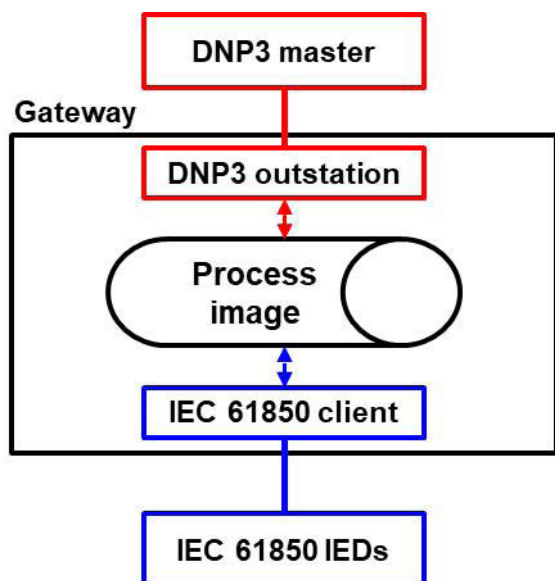 DNP3 master
Gateway
DNP3 outstation
Process
image
IEC 61850 client
IEC 61850 IEDs